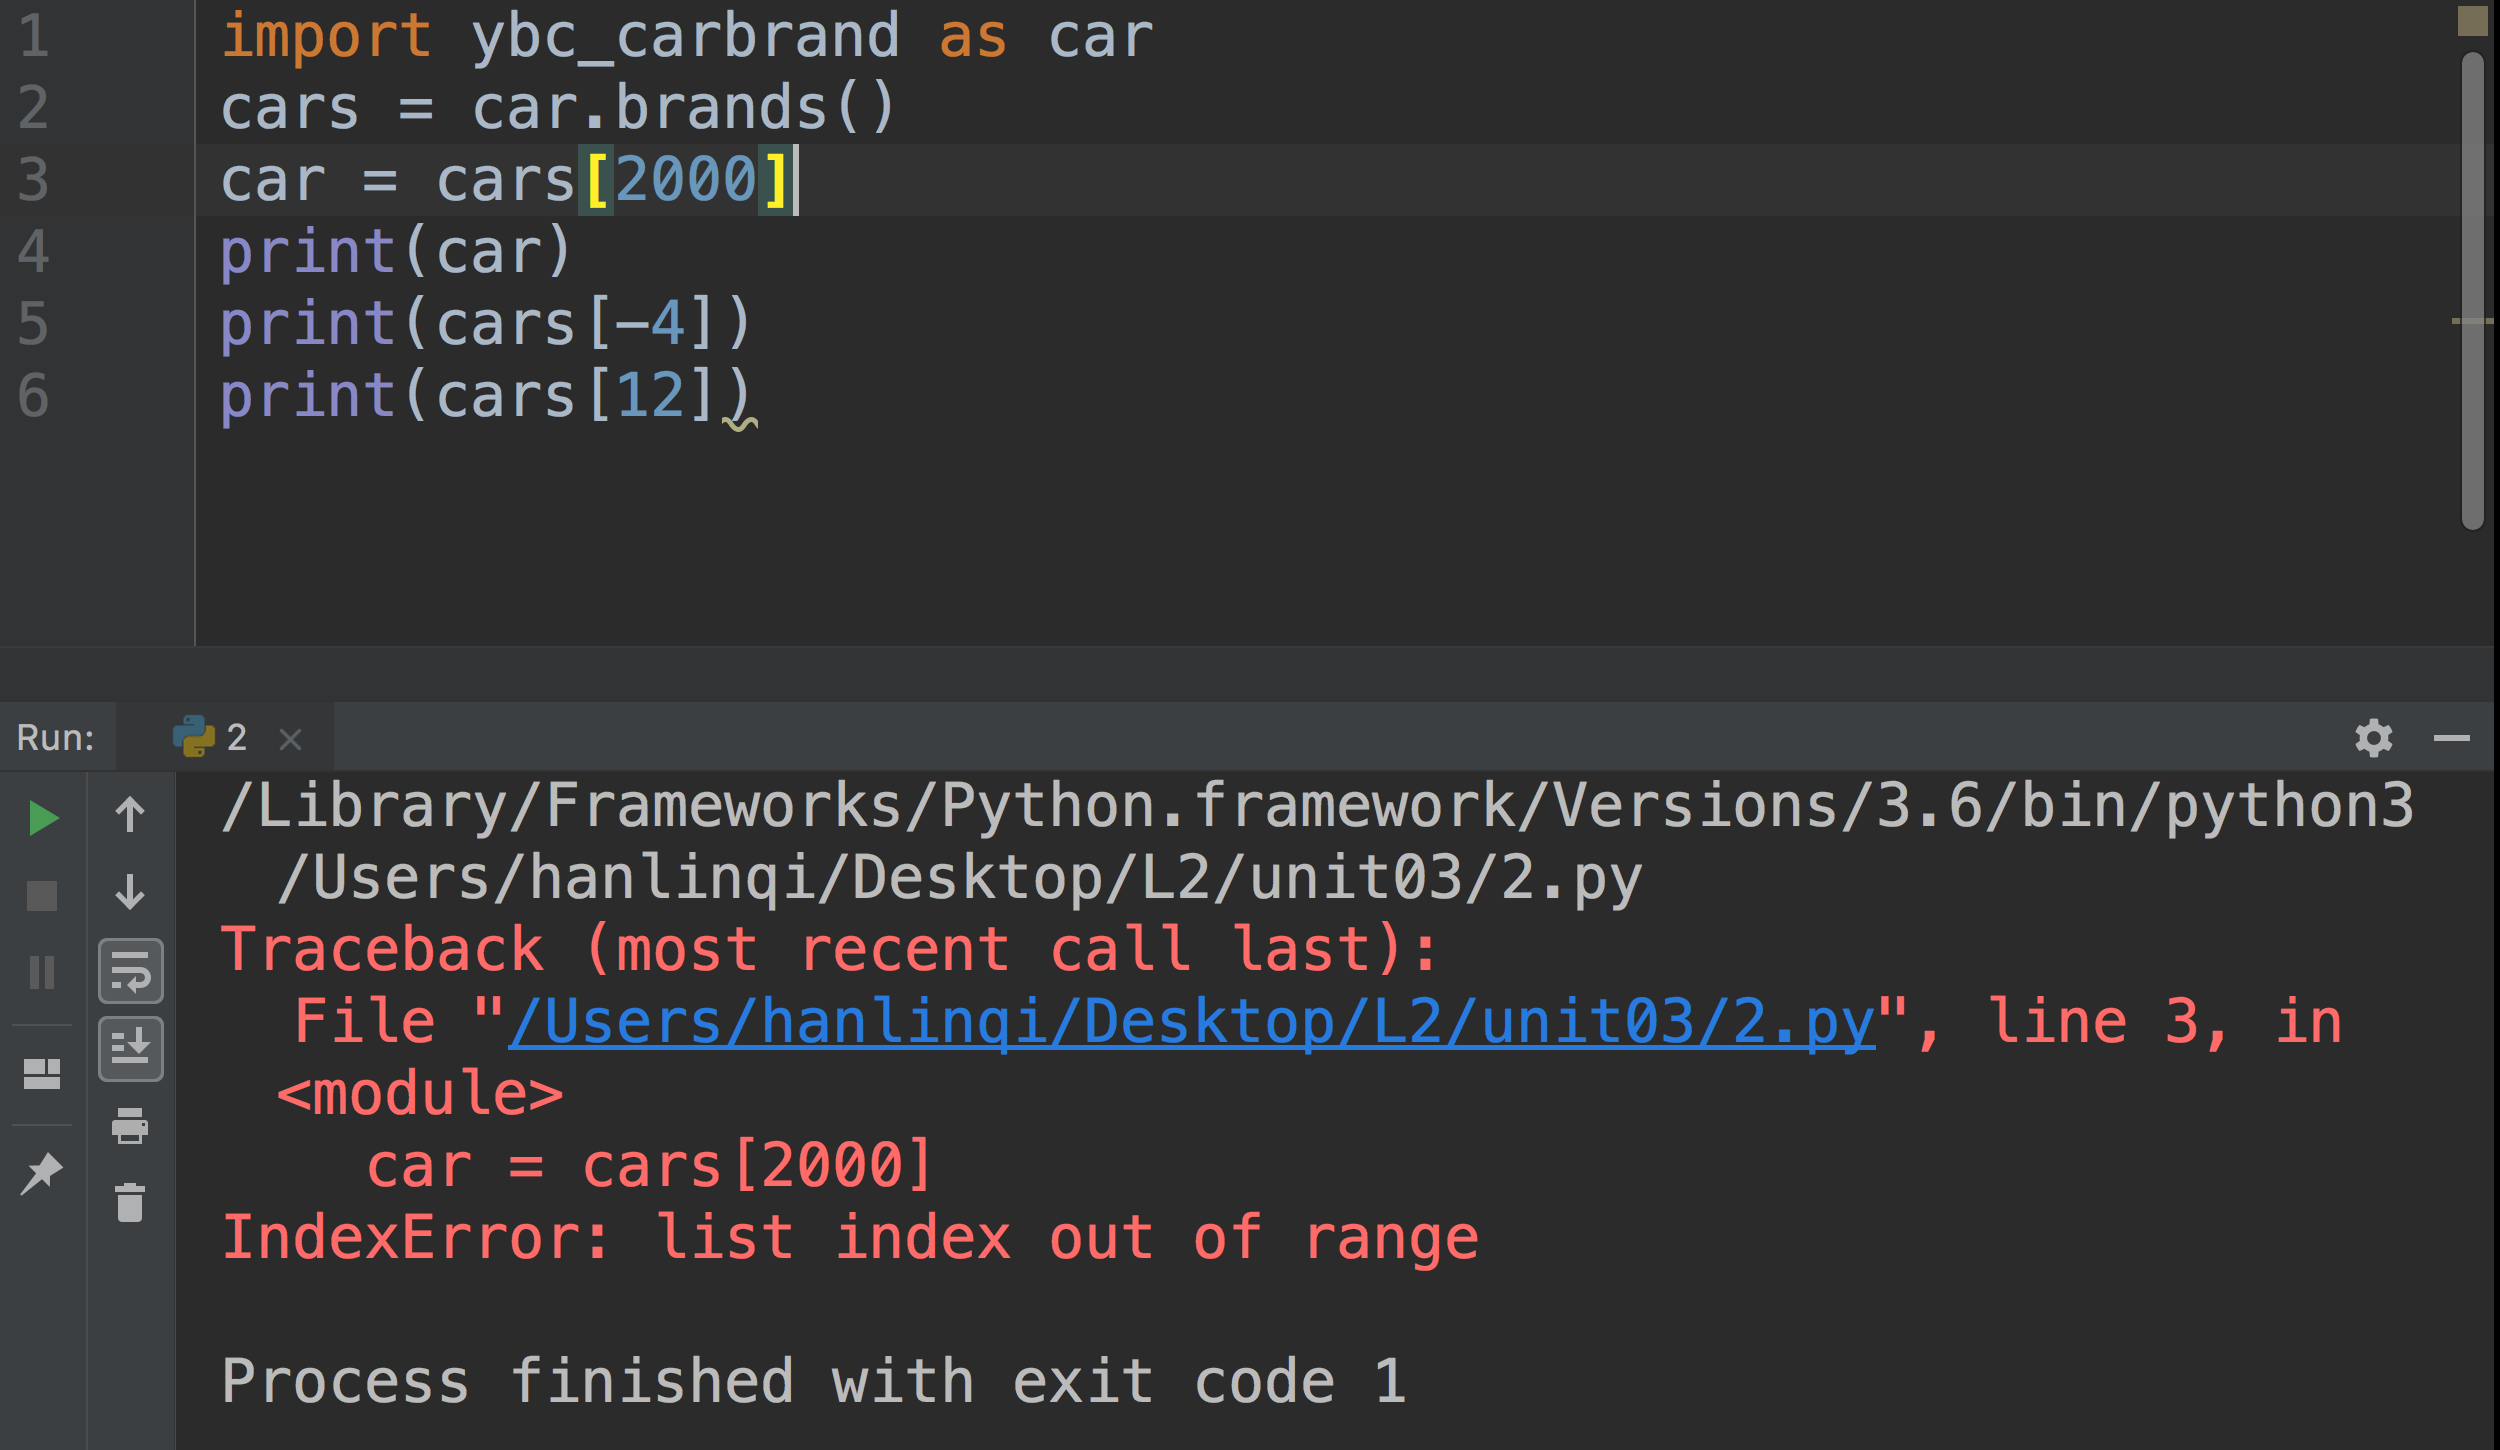 1 import ybc_carbrand as car
2 cars = car.brands()
3 car = cars[2000]
4 print(car)
5 print(cars[-4])
6 print(cars[12])
Run: 2
/Library/Frameworks/Python.framework/Versions/3.6/bin/python3
/Users/hanlinqi/Desktop/L2/unit03/2.py
Traceback (most recent call last):
File "/Users/hanlinqi/Desktop/L2/unit03/2.py", line 3, in
<module>
car = cars[2000]
IndexError: list index out of range
Process finished with exit code 1